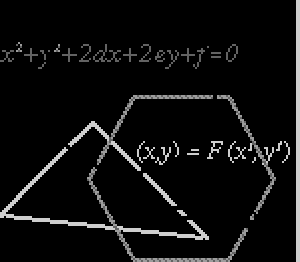 x²+y²+2dx+2ey+f=0
(x,y) = F(x',y')